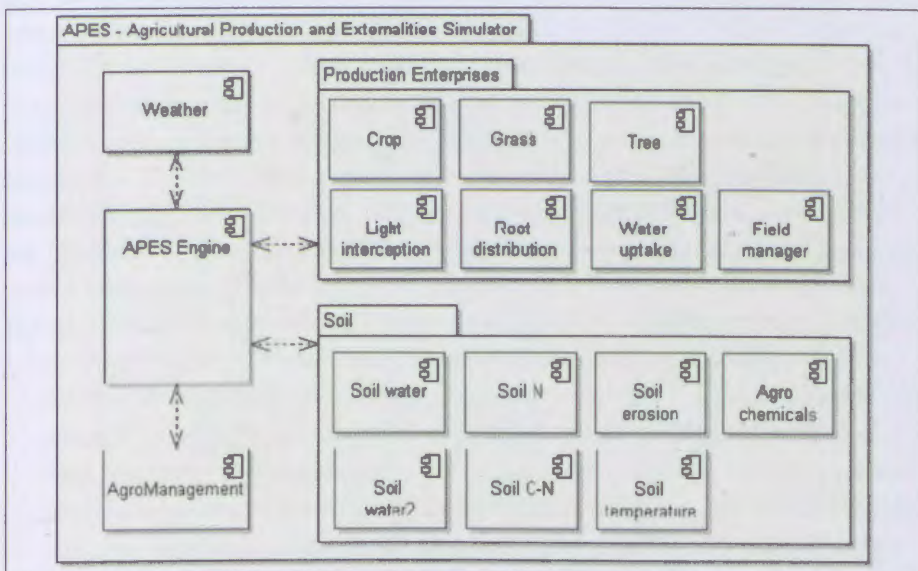 APES - Agricultural Production and Externalities Simulator
Weather
APES Engine
AgroManagement
Production Enterprises
Crop
Grass
Tree
Light
interception
Root
distribution
Water
uptake
Field
manager
Soil
Soil water
Soil N
Soil
erosion
Agro
chemicals
Soil
water2
Soil C-N
Soil
temperature